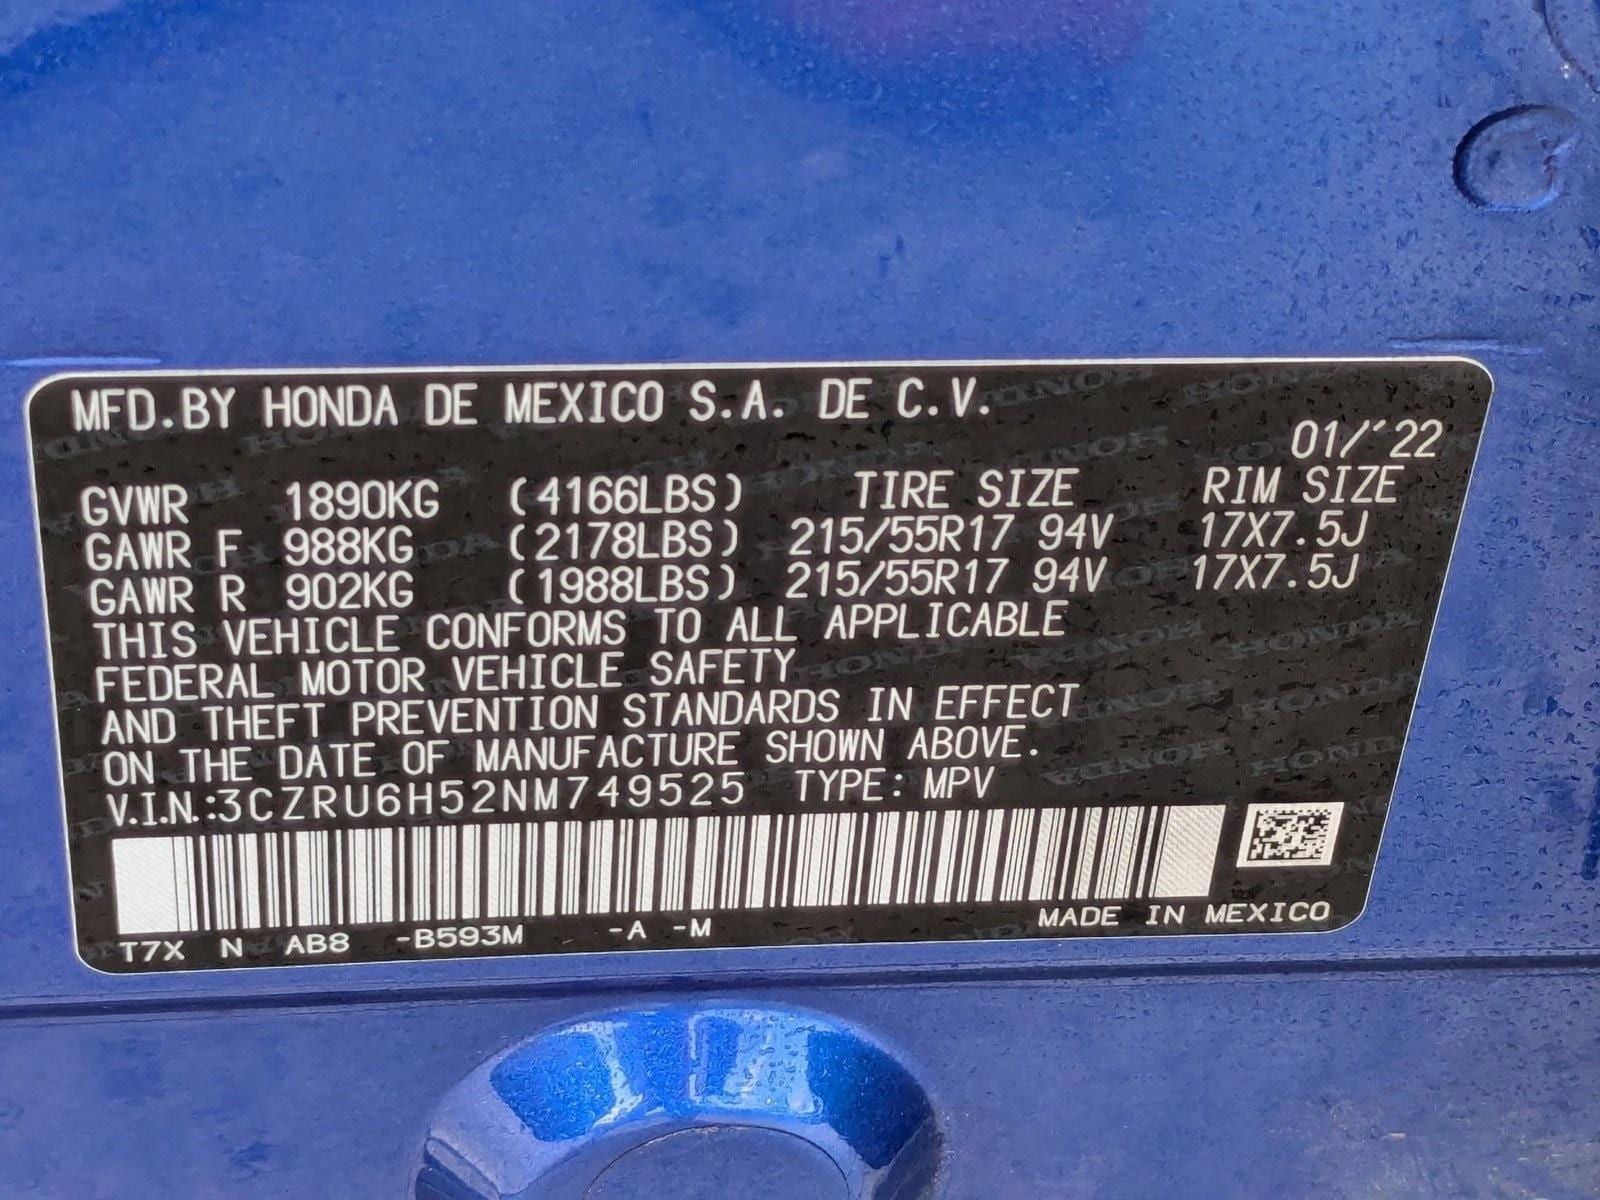 MFD.BY HONDA DE MEXICO S.A. DE C.V.
01/'22
GVWR 1890KG (4166LBS) TIRE SIZE RIM SIZE
GAWR F 988KG (2178LBS) 215/55R17 94V 17X7.5J
GAWR R 902KG (1988LBS) 215/55R17 94V 17X7.5J
THIS VEHICLE CONFORMS TO ALL APPLICABLE
FEDERAL MOTOR VEHICLE SAFETY
AND THEFT PREVENTION STANDARDS IN EFFECT
ON THE DATE OF MANUFACTURE SHOWN ABOVE.
V.I.N.:3CZRU6H52NM749525 TYPE: MPV
T7X N AB8 -B593M -A -M MADE IN MEXICO